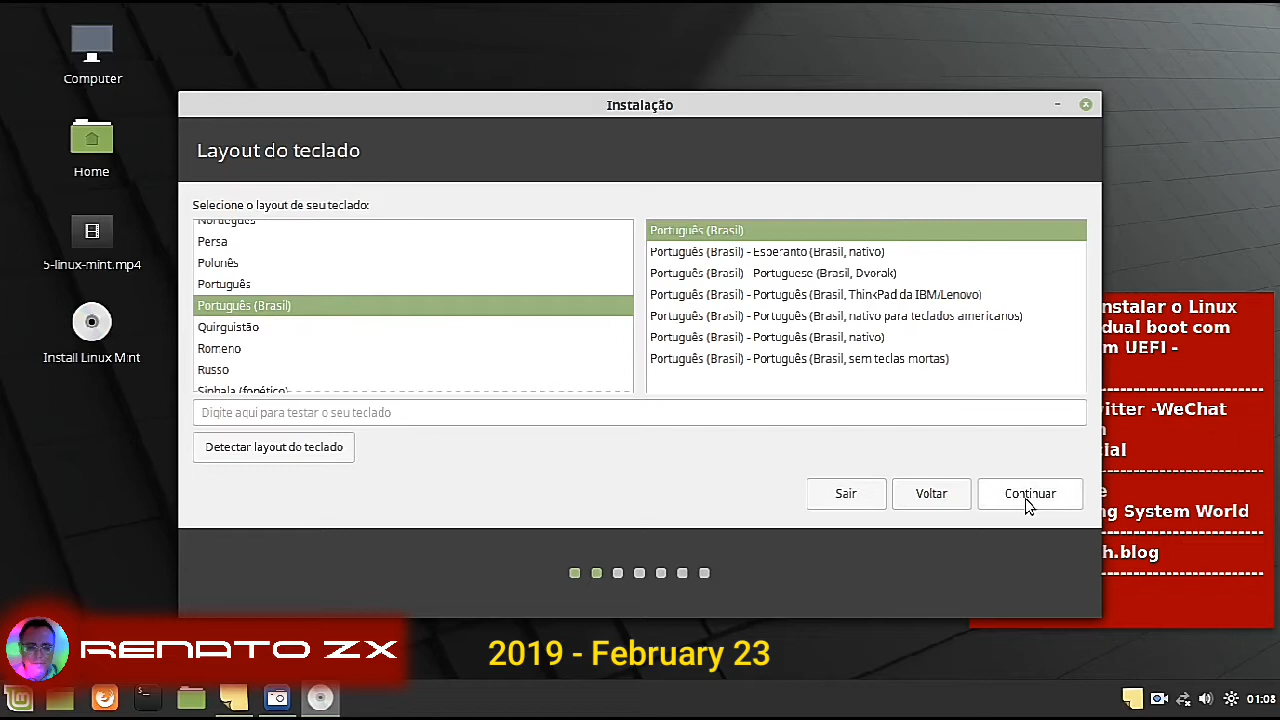 Computer
Home
5-linux-mint.mp4
Install Linux Mint
Instalação
Layout do teclado
Selecione o layout de seu teclado:
Norueguês
Persa
Polonês
Português
Português (Brasil)
Quirguistão
Romeno
Russo
Sinhala (fonético)
Português (Brasil)
Português (Brasil) - Esperanto (Brasil, nativo)
Português (Brasil) - Portuguese (Brasil, Dvorak)
Português (Brasil) - Português (Brasil, ThinkPad da IBM/Lenovo)
Português (Brasil) - Português (Brasil, nativo para teclados americanos)
Português (Brasil) - Português (Brasil, nativo)
Português (Brasil) - Português (Brasil, sem teclas mortas)
Digite aqui para testar o seu teclado
Detectar layout do teclado
Sair
Voltar
Continuar
nstalar o Linux
dual boot com
m UEFI -
itter -WeChat
ial
e
ng System World
h.blog
RENATO ZX
2019 - February 23
01:08